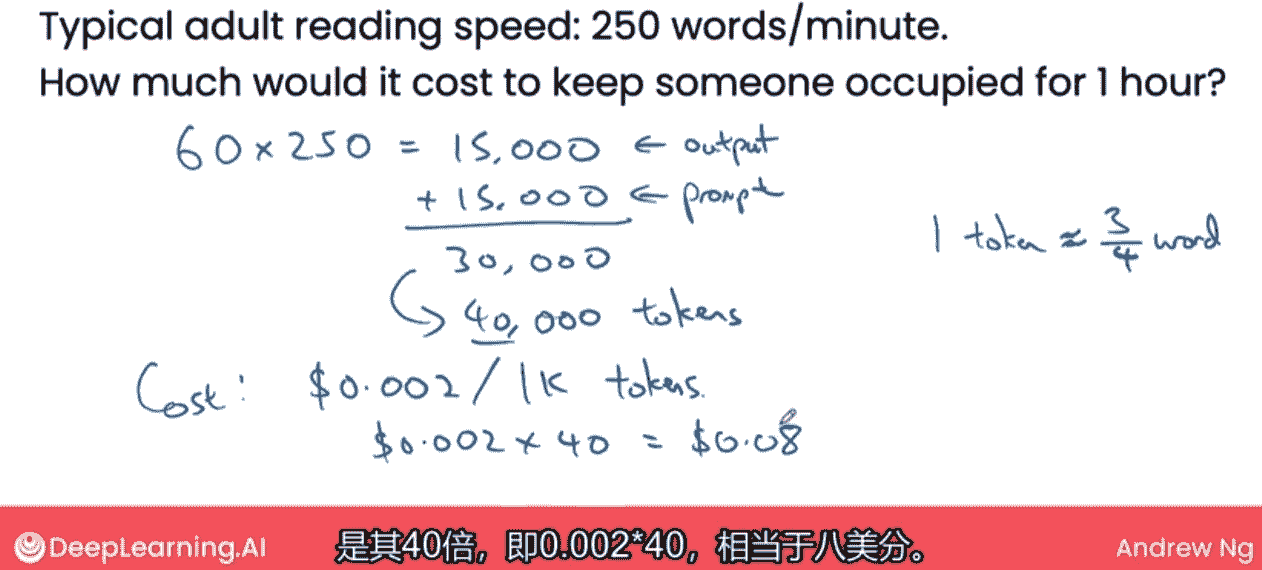 Typical adult reading speed: 250 words/minute.
How much would it cost to keep someone occupied for 1 hour?
60 × 250 = 15,000 ← output
+ 15,000 ← prompt
30,000
1 token ≈ 3/4 word
↳ 40,000 tokens
Cost: $0.002 / 1K tokens.
$0.002 × 40 = $0.08
是其40倍，即0.002*40，相当于八美分。
DeepLearning.AI
Andrew Ng